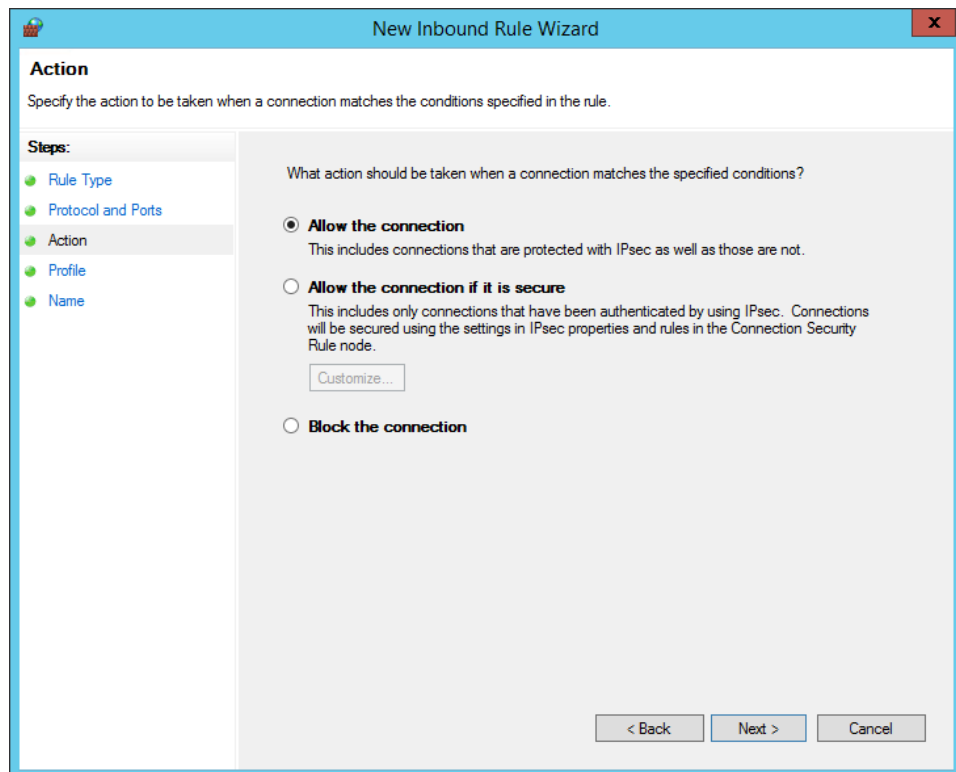 New Inbound Rule Wizard
x
Action
Specify the action to be taken when a connection matches the conditions specified in the rule.
Steps:
Rule Type
Protocol and Ports
Action
Profile
Name
What action should be taken when a connection matches the specified conditions?
Allow the connection
This includes connections that are protected with IPsec as well as those are not.
Allow the connection if it is secure
This includes only connections that have been authenticated by using IPsec. Connections
will be secured using the settings in IPsec properties and rules in the Connection Security
Rule node.
Customize...
Block the connection
< Back
Next >
Cancel